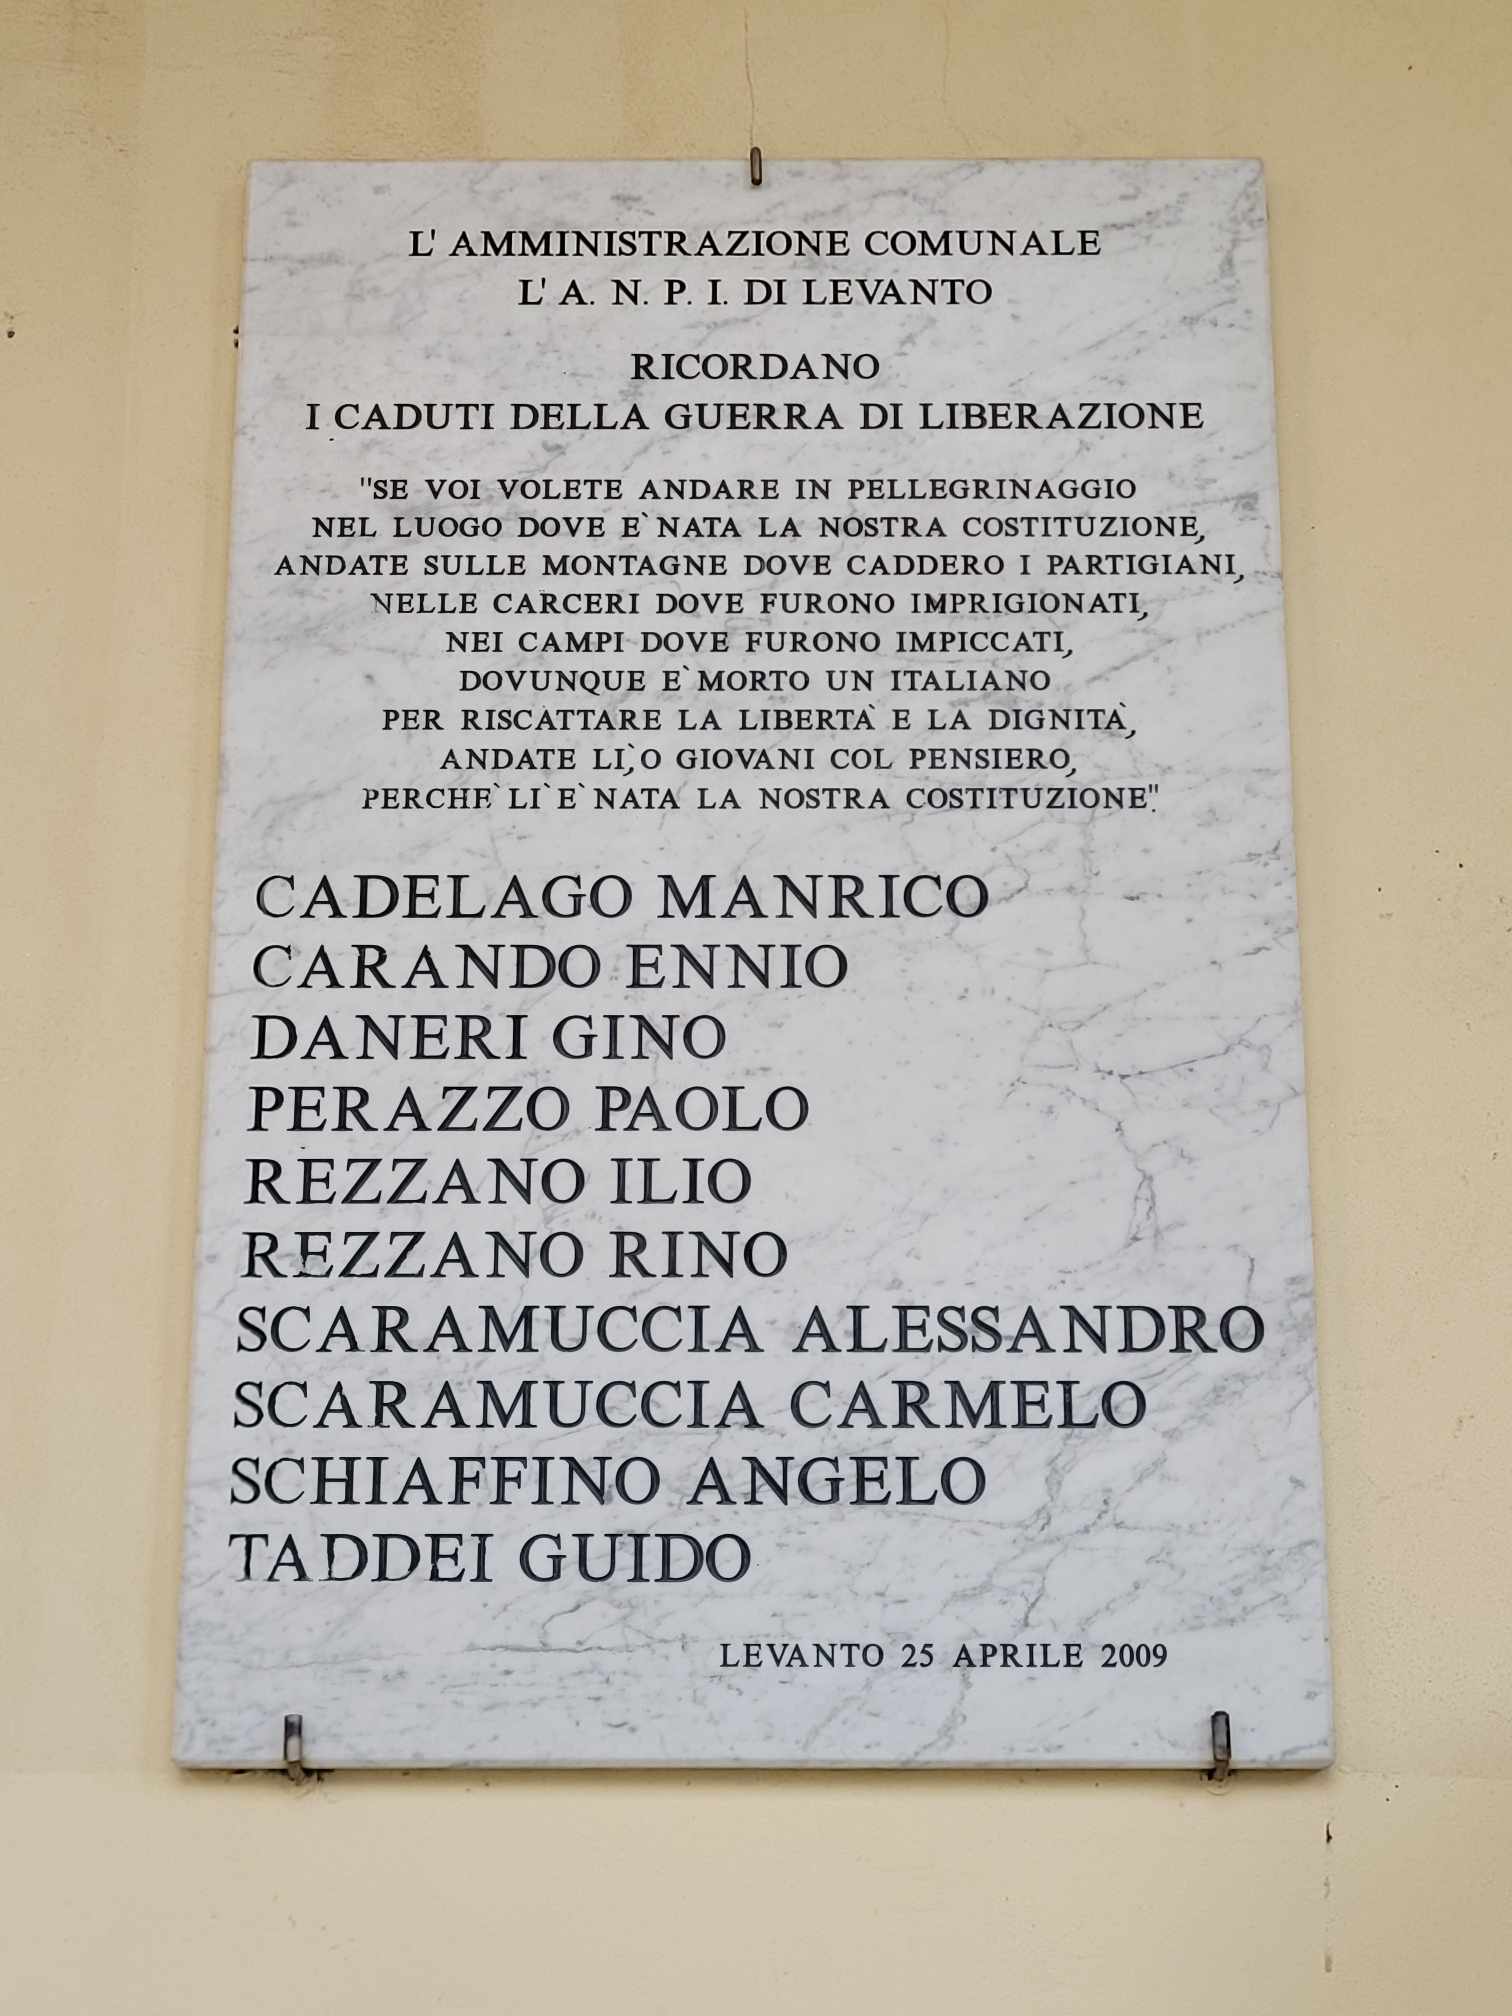 L' AMMINISTRAZIONE COMUNALE
L' A. N. P. I. DI LEVANTO
RICORDANO
I CADUTI DELLA GUERRA DI LIBERAZIONE
"SE VOI VOLETE ANDARE IN PELLEGRINAGGIO
NEL LUOGO DOVE E` NATA LA NOSTRA COSTITUZIONE,
ANDATE SULLE MONTAGNE DOVE CADDERO I PARTIGIANI,
NELLE CARCERI DOVE FURONO IMPRIGIONATI,
NEI CAMPI DOVE FURONO IMPICCATI,
DOVUNQUE E` MORTO UN ITALIANO
PER RISCATTARE LA LIBERTA` E LA DIGNITA`,
ANDATE LI`, O GIOVANI COL PENSIERO,
PERCHE` LI` E` NATA LA NOSTRA COSTITUZIONE".
CADELAGO MANRICO
CARANDO ENNIO
DANERI GINO
PERAZZO PAOLO
REZZANO ILIO
REZZANO RINO
SCARAMUCCIA ALESSANDRO
SCARAMUCCIA CARMELO
SCHIAFFINO ANGELO
TADDEI GUIDO
LEVANTO 25 APRILE 2009